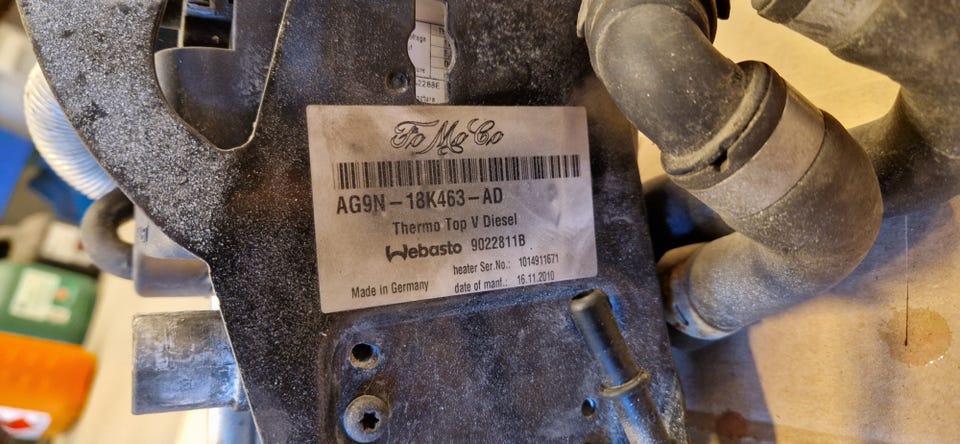 FoMoCo
AG9N-18K463-AD
Thermo Top V Diesel
Webasto 9022811B
heater Ser.No.: 1014911671
Made in Germany date of manf.: 16.11.2010